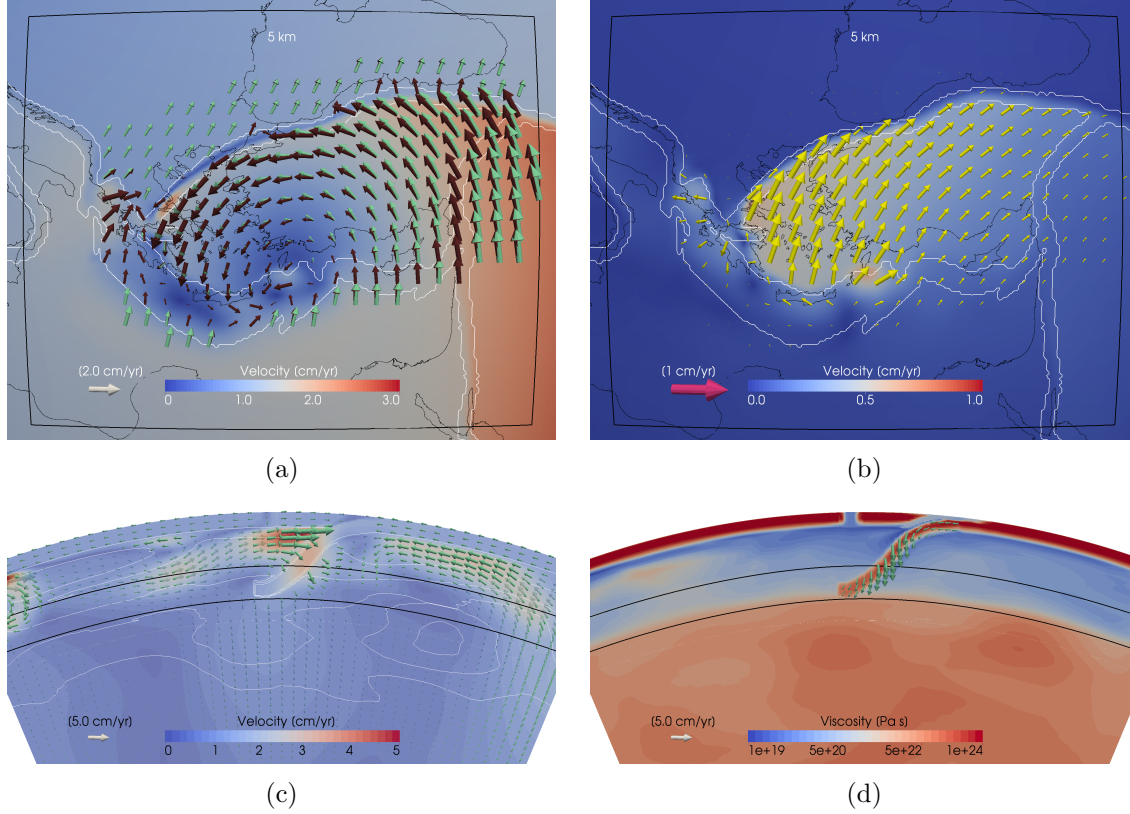 5 km
(2.0 cm/yr)
Velocity (cm/yr)
0 1.0 2.0 3.0
(a)
5 km
(1 cm/yr)
Velocity (cm/yr)
0.0 0.5 1.0
(b)
(5.0 cm/yr)
Velocity (cm/yr)
0 1 2 3 4 5
(c)
(5.0 cm/yr)
Viscosity (Pa s)
1e+19 5e+20 5e+22 1e+24
(d)